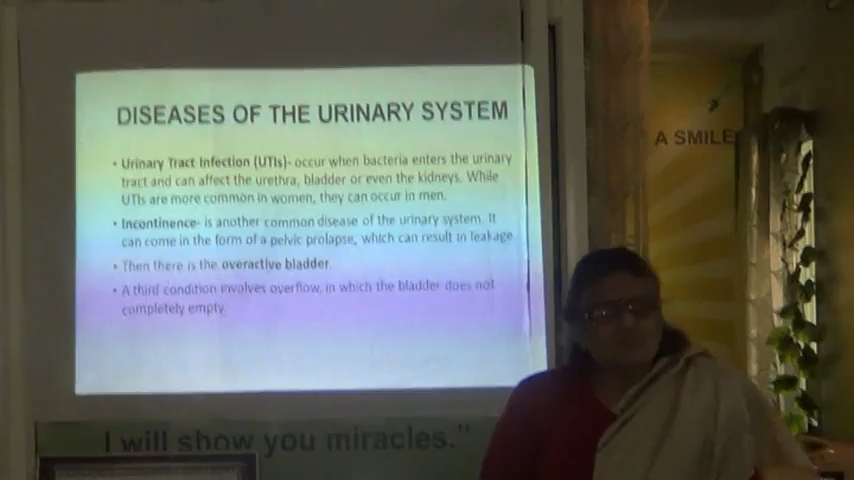 DISEASES OF THE URINARY SYSTEM
• Urinary Tract Infection (UTIs)- occur when bacteria enters the urinary
tract and can affect the urethra, bladder or even the kidneys. While
UTIs are more common in women, they can occur in men.
• Incontinence- is another common disease of the urinary system. It
can come in the form of a pelvic prolapse, which can result in leakage
• Then there is the overactive bladder.
• A third condition involves overflow, in which the bladder does not
completely empty.
A SMILE
I will show you miracles."